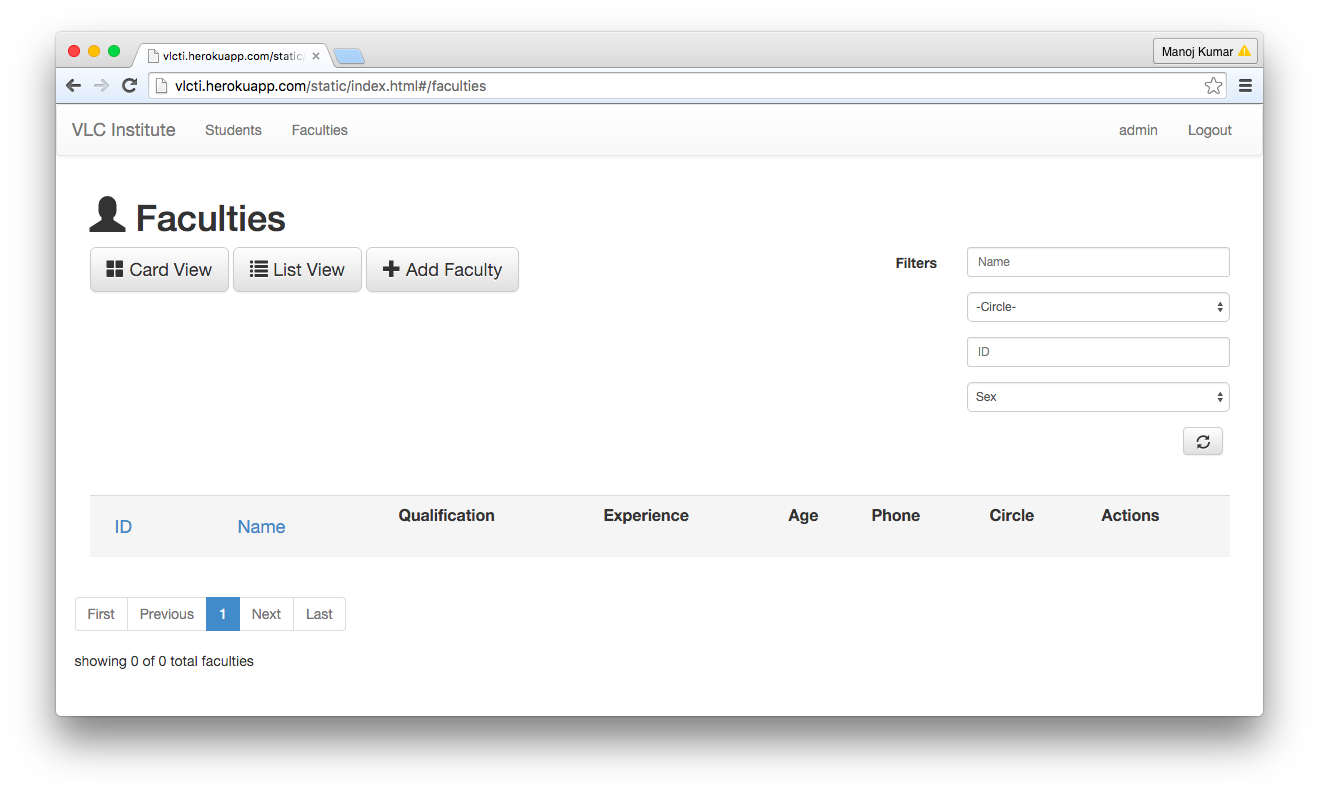 vlcti.herokuapp.com/static/
Manoj Kumar
vlcti.herokuapp.com/static/index.html#/faculties
VLC Institute Students Faculties admin Logout
Faculties
Card View List View Add Faculty
Filters Name
-Circle-
ID
Sex
ID Name Qualification Experience Age Phone Circle Actions
First Previous 1 Next Last
showing 0 of 0 total faculties